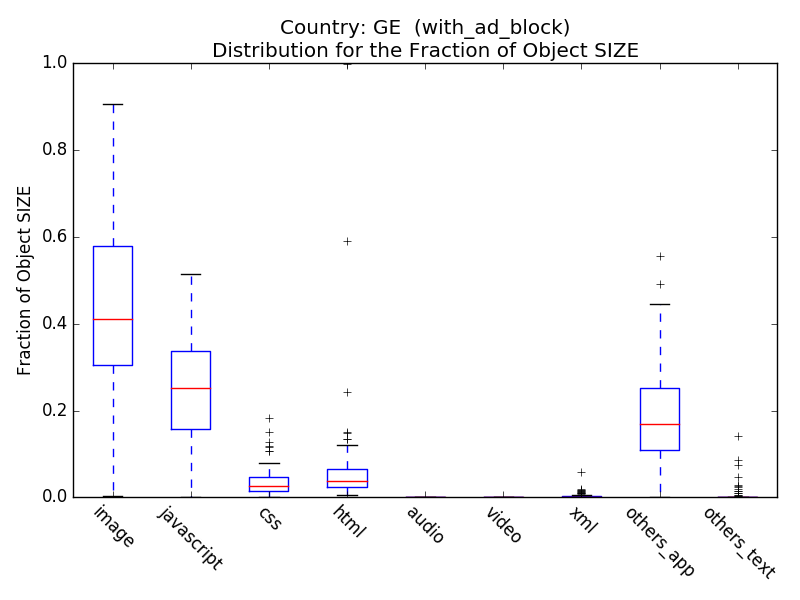 Country: GE  (with_ad_block)
Distribution for the Fraction of Object SIZE
Fraction of Object SIZE
1.0
0.8
0.6
0.4
0.2
0.0
image
javascript
css
html
audio
video
xml
others_app
others_text